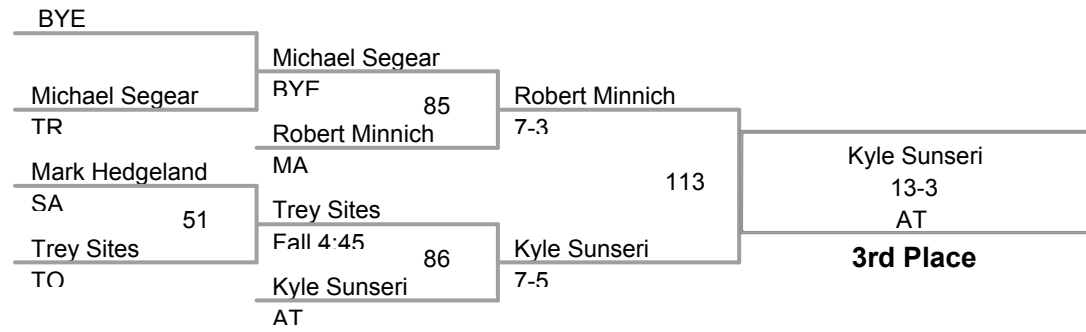 BYE
Michael Segear
TR
Mark Hedgeland
SA
51
Trey Sites
TO
Michael Segear
BYE
85
Robert Minnich
MA
Trey Sites
Fall 4:45
86
Kyle Sunseri
AT
Robert Minnich
7-3
113
Kyle Sunseri
7-5
Kyle Sunseri
13-3
AT
3rd Place